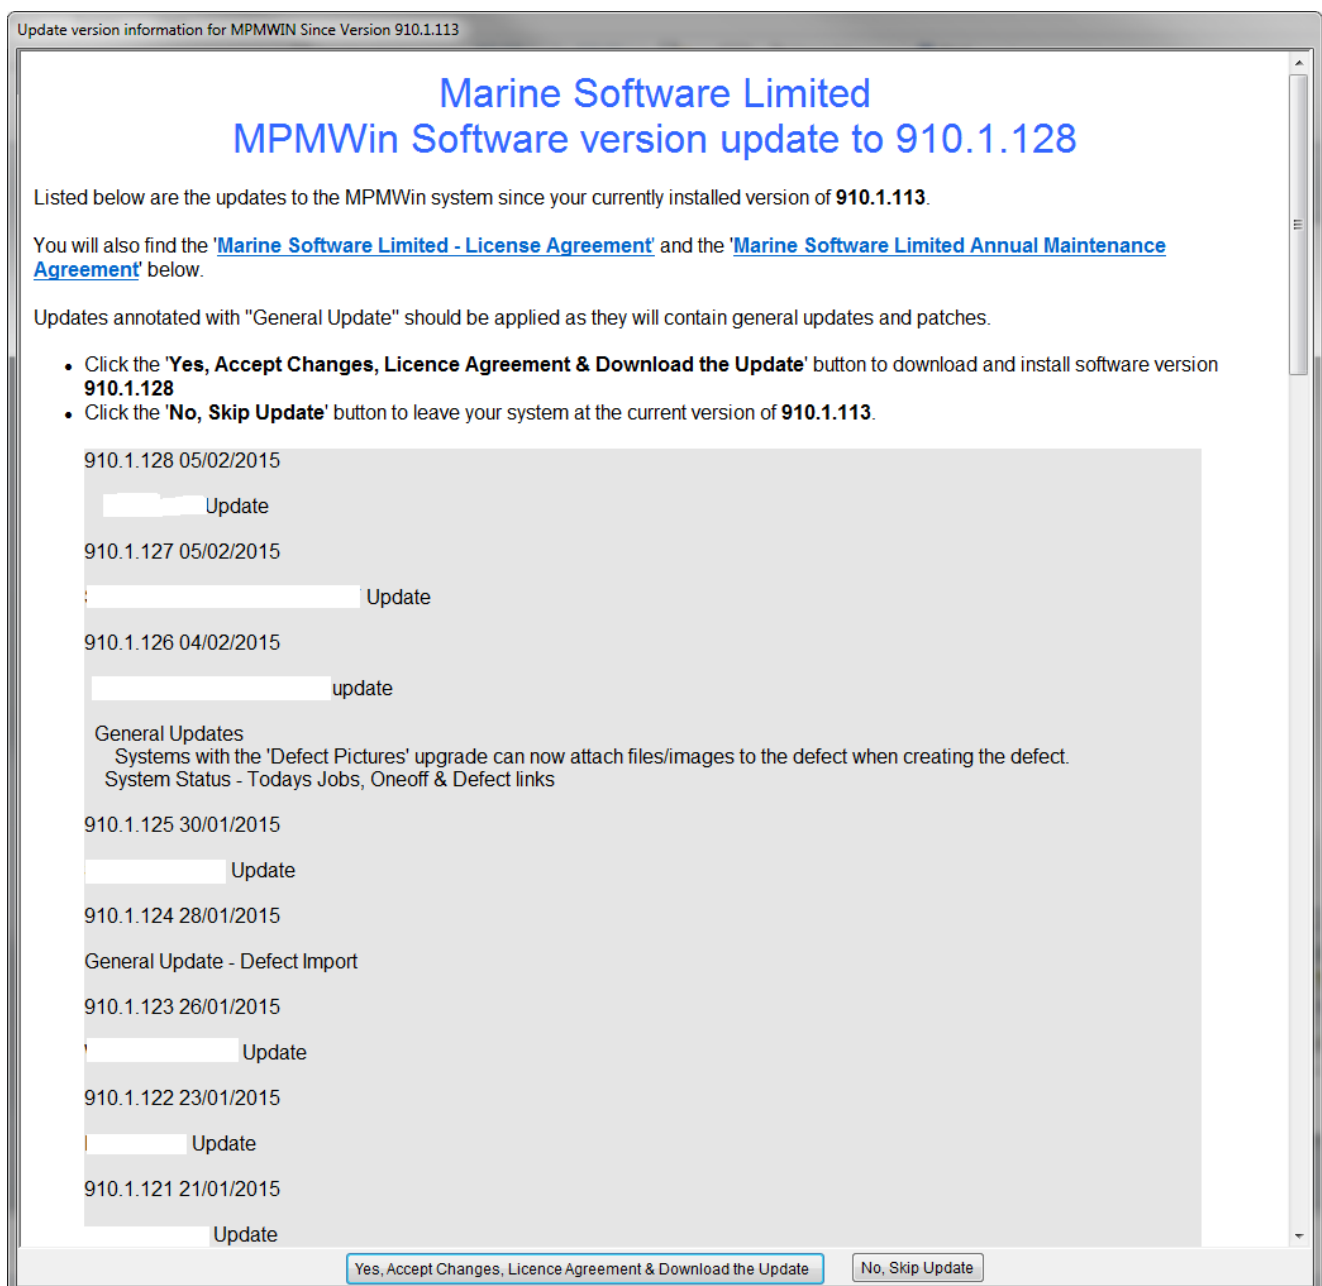 Update version information for MPMWIN Since Version 910.1.113
Marine Software Limited
MPMWin Software version update to 910.1.128
Listed below are the updates to the MPMWin system since your currently installed version of 910.1.113.
You will also find the 'Marine Software Limited - License Agreement' and the 'Marine Software Limited Annual Maintenance
Agreement' below.
Updates annotated with "General Update" should be applied as they will contain general updates and patches.
• Click the 'Yes, Accept Changes, Licence Agreement & Download the Update' button to download and install software version
910.1.128
• Click the 'No, Skip Update' button to leave your system at the current version of 910.1.113.
910.1.128 05/02/2015
Update
910.1.127 05/02/2015
Update
910.1.126 04/02/2015
update
General Updates
Systems with the 'Defect Pictures' upgrade can now attach files/images to the defect when creating the defect.
System Status - Todays Jobs, Oneoff & Defect links
910.1.125 30/01/2015
Update
910.1.124 28/01/2015
General Update - Defect Import
910.1.123 26/01/2015
Update
910.1.122 23/01/2015
Update
910.1.121 21/01/2015
Update
Yes, Accept Changes, Licence Agreement & Download the Update
No, Skip Update